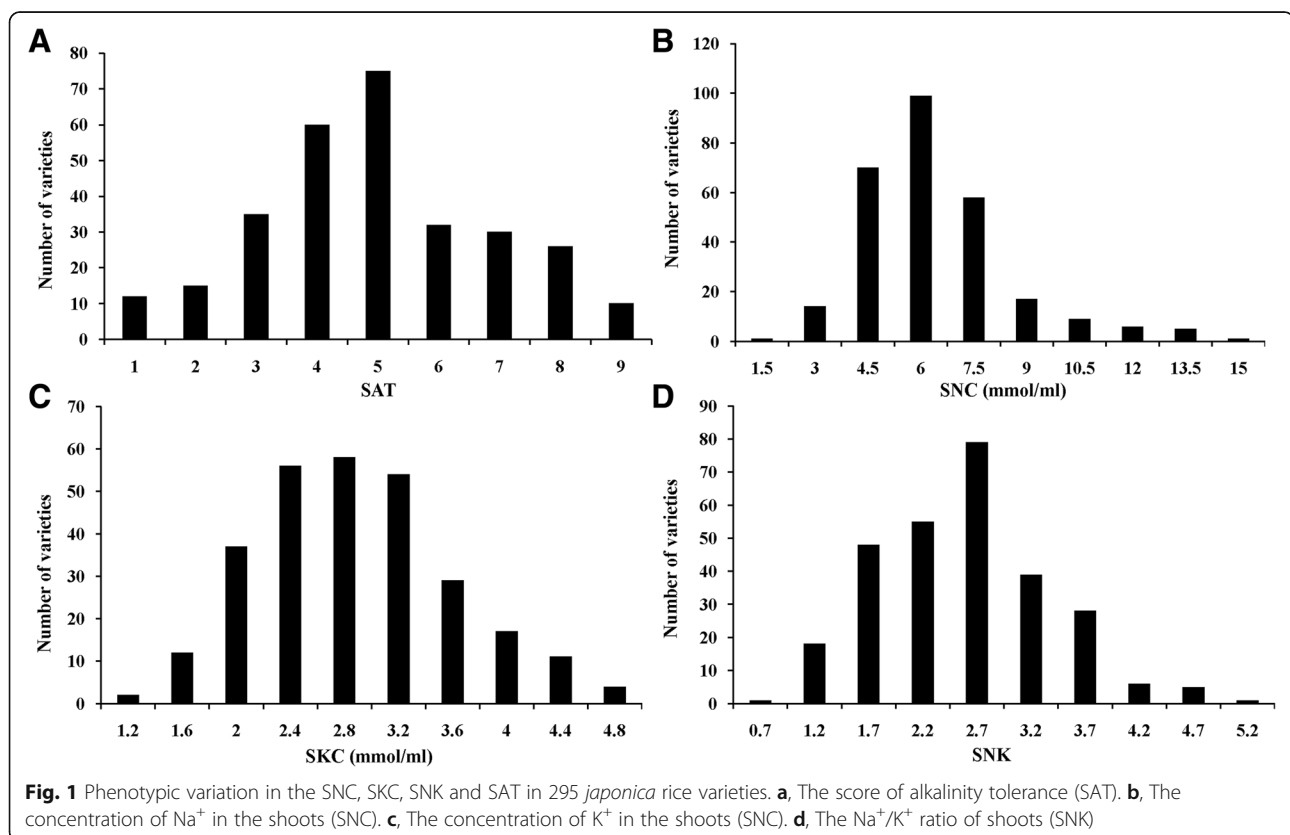 A
B
80
70
60
50
40
30
20
10
0
Number of varieties
1 2 3 4 5 6 7 8 9
SAT
120
100
80
60
40
20
0
Number of varieties
1.5 3 4.5 6 7.5 9 10.5 12 13.5 15
SNC (mmol/ml)
C
D
70
60
50
40
30
20
10
0
Number of varieties
1.2 1.6 2 2.4 2.8 3.2 3.6 4 4.4 4.8
SKC (mmol/ml)
90
80
70
60
50
40
30
20
10
0
Number of varieties
0.7 1.2 1.7 2.2 2.7 3.2 3.7 4.2 4.7 5.2
SNK
Fig. 1 Phenotypic variation in the SNC, SKC, SNK and SAT in 295 japonica rice varieties. a, The score of alkalinity tolerance (SAT). b, The
concentration of Na⁺ in the shoots (SNC). c, The concentration of K⁺ in the shoots (SNC). d, The Na⁺/K⁺ ratio of shoots (SNK)